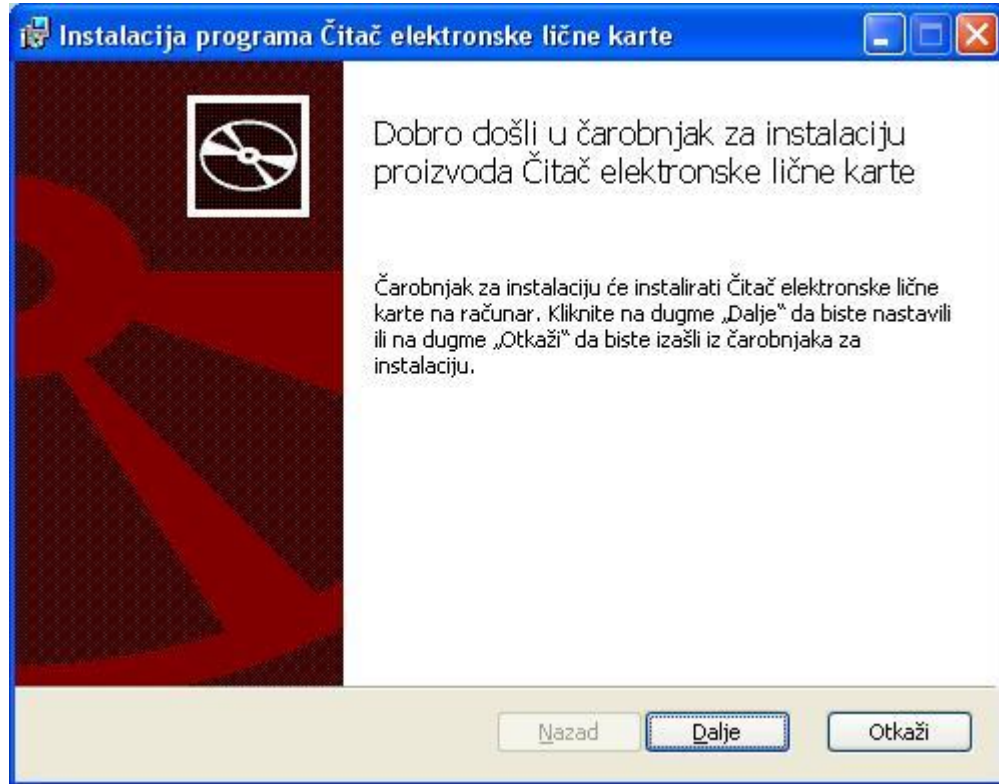 Instalacija programa Čitač elektronske lične karte
Dobro došli u čarobnjak za instalaciju
proizvoda Čitač elektronske lične karte
Čarobnjak za instalaciju će instalirati Čitač elektronske lične
karte na računar. Kliknite na dugme „Dalje“ da biste nastavili
ili na dugme „Otkaži“ da biste izašli iz čarobnjaka za
instalaciju.
Nazad Dalje Otkaži